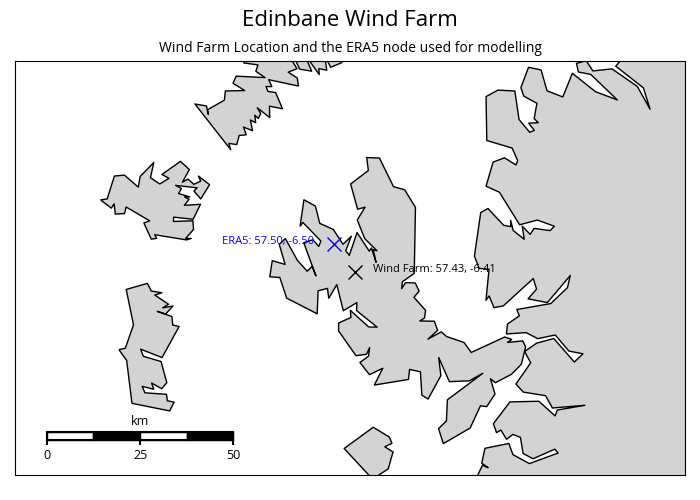 Edinbane Wind Farm
Wind Farm Location and the ERA5 node used for modelling
ERA5: 57.50, -6.50
Wind Farm: 57.43, -6.41
km
0 25 50